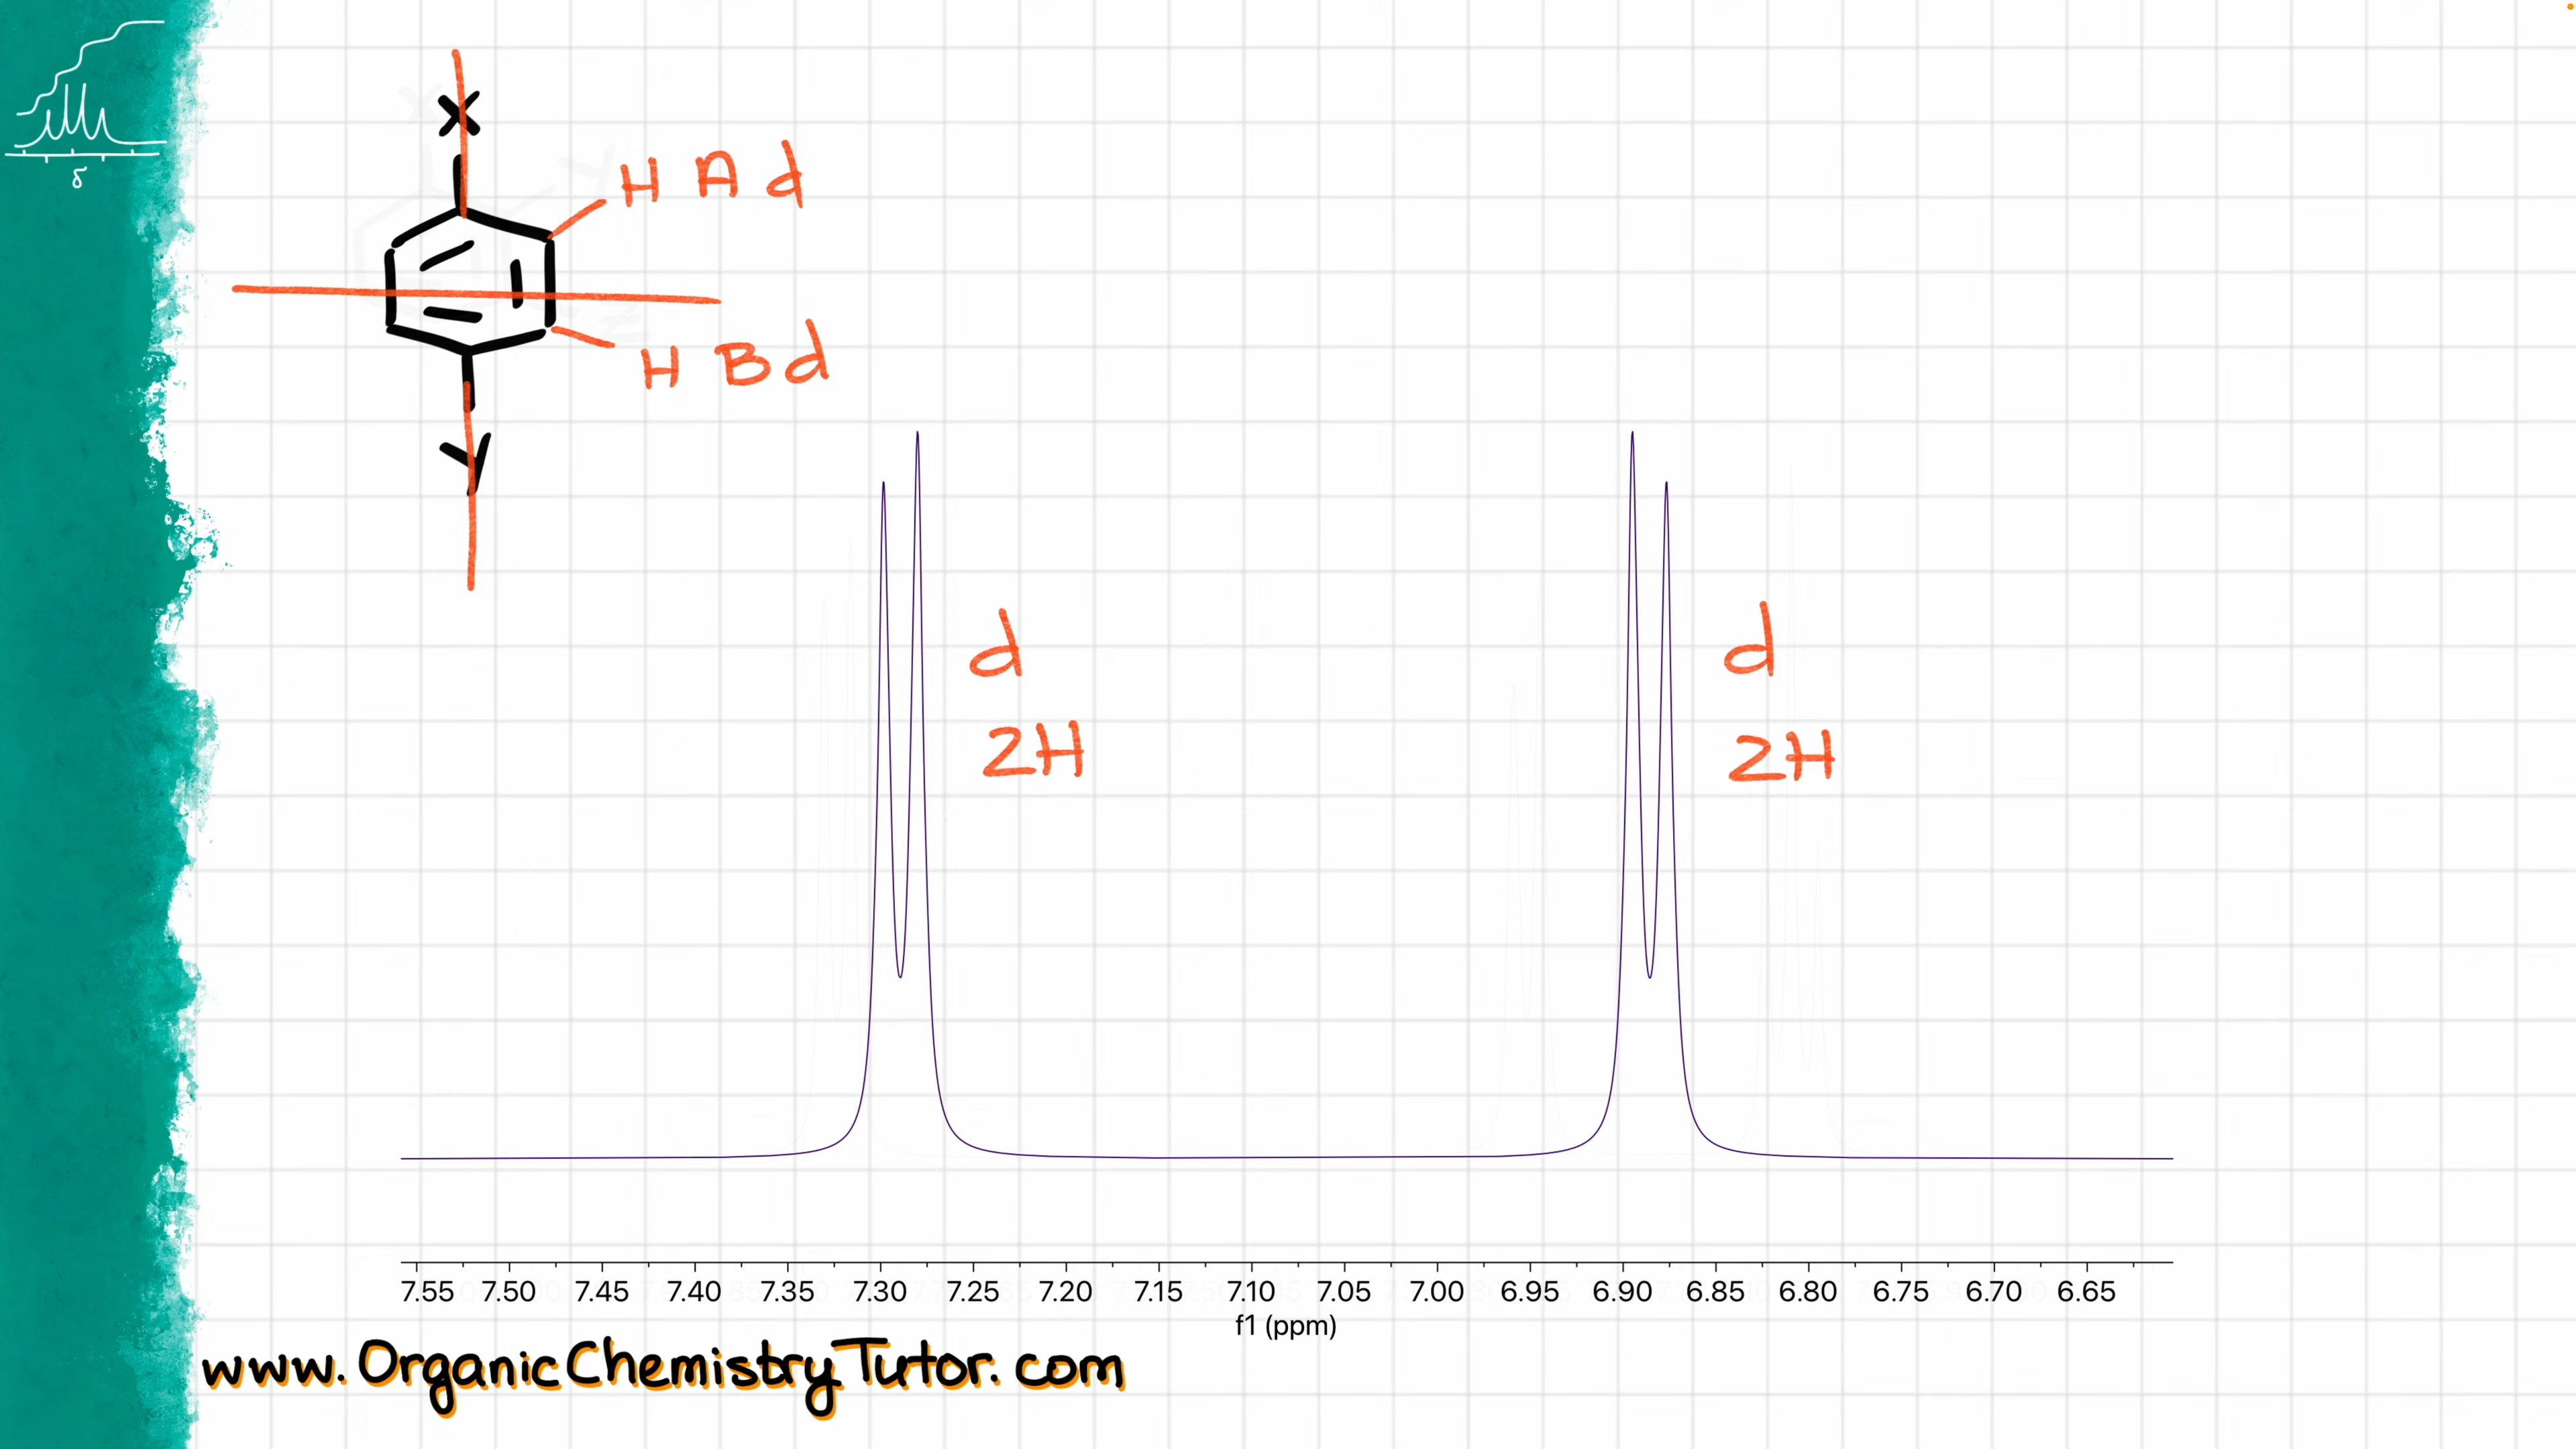 δ
X
H A d
H B d
Y
d
2H
d
2H
7.55 7.50 7.45 7.40 7.35 7.30 7.25 7.20 7.15 7.10 7.05 7.00 6.95 6.90 6.85 6.80 6.75 6.70 6.65
f1 (ppm)
www.OrganicChemistryTutor.com